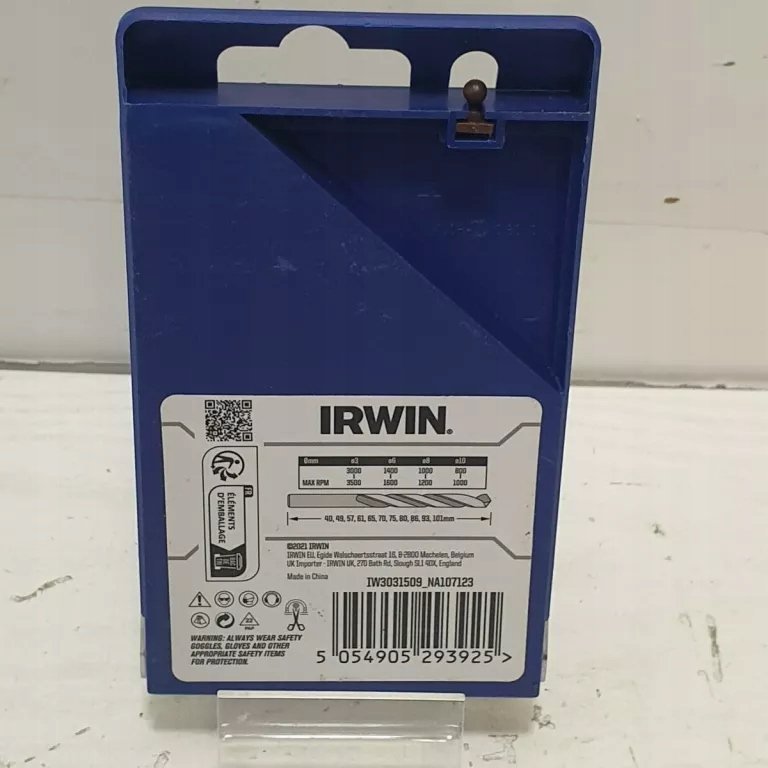 IRWIN®
Ømm ø3 ø6 ø8 ø10
3000 1400 1000 800
MAX RPM 3500 1600 1200 1000
40, 49, 57, 61, 65, 70, 75, 80, 86, 93, 101mm
FR
ÉLÉMENTS
D'EMBALLAGE
©2021 IRWIN
IRWIN EU, Egide Walschaertsstraat 16, B-2800 Mechelen, Belgium
UK Importer - IRWIN UK, 270 Bath Rd, Slough SL1 4DX, England
Made in China
IW3031509_NA107123
22
PAP
WARNING: ALWAYS WEAR SAFETY
GOGGLES, GLOVES AND OTHER
APPROPRIATE SAFETY ITEMS
FOR PROTECTION.
5 054905 293925 >